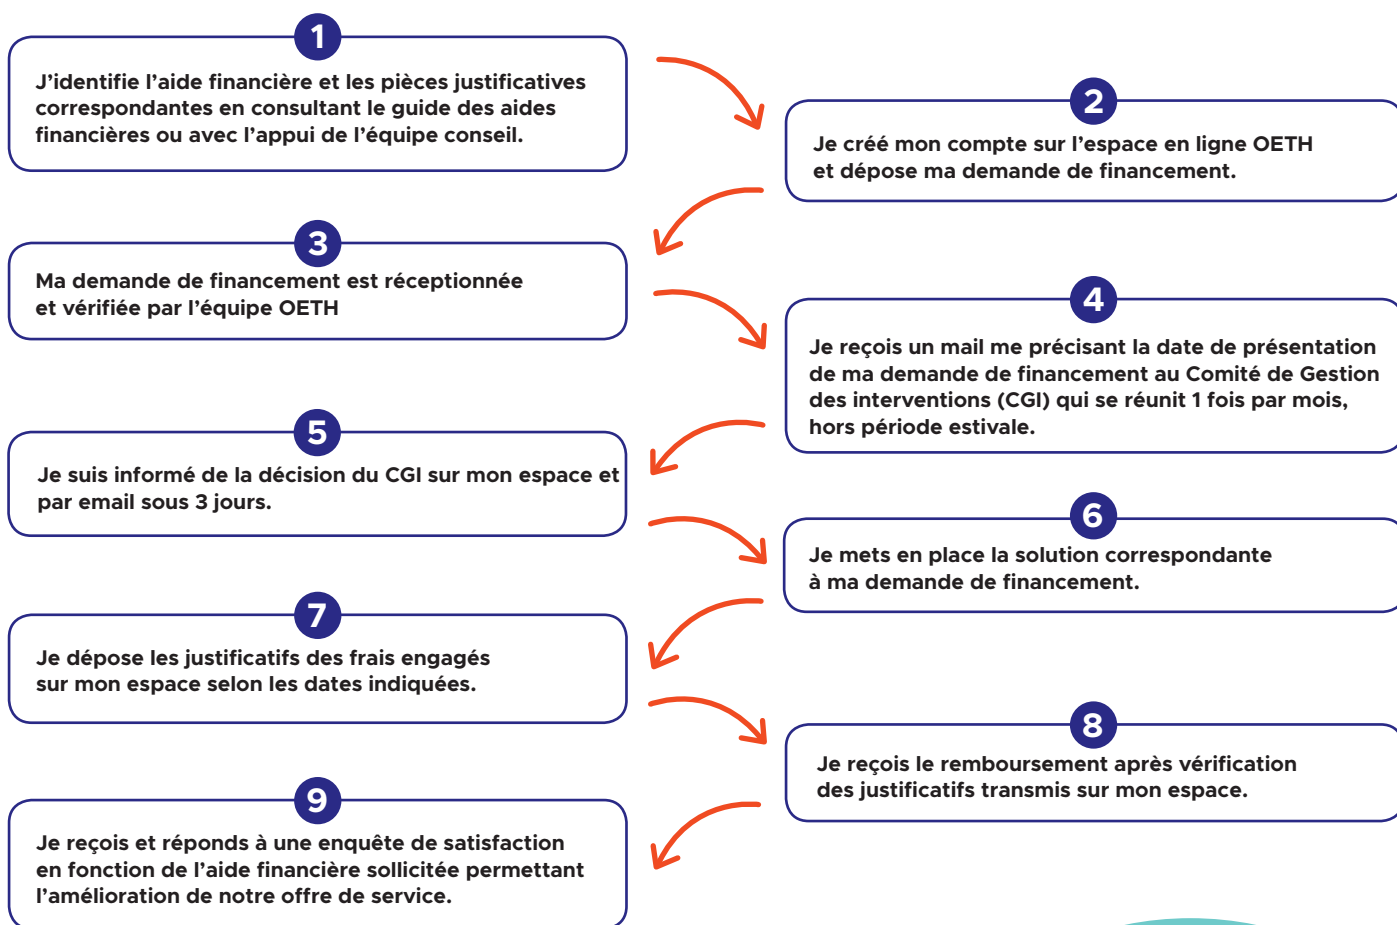 1
J’identifie l’aide financière et les pièces justificatives
correspondantes en consultant le guide des aides
financières ou avec l’appui de l’équipe conseil.
2
Je créé mon compte sur l’espace en ligne OETH
et dépose ma demande de financement.
3
Ma demande de financement est réceptionnée
et vérifiée par l’équipe OETH
4
Je reçois un mail me précisant la date de présentation
de ma demande de financement au Comité de Gestion
des interventions (CGI) qui se réunit 1 fois par mois,
hors période estivale.
5
Je suis informé de la décision du CGI sur mon espace et
par email sous 3 jours.
6
Je mets en place la solution correspondante
à ma demande de financement.
7
Je dépose les justificatifs des frais engagés
sur mon espace selon les dates indiquées.
8
Je reçois le remboursement après vérification
des justificatifs transmis sur mon espace.
9
Je reçois et réponds à une enquête de satisfaction
en fonction de l’aide financière sollicitée permettant
l’amélioration de notre offre de service.